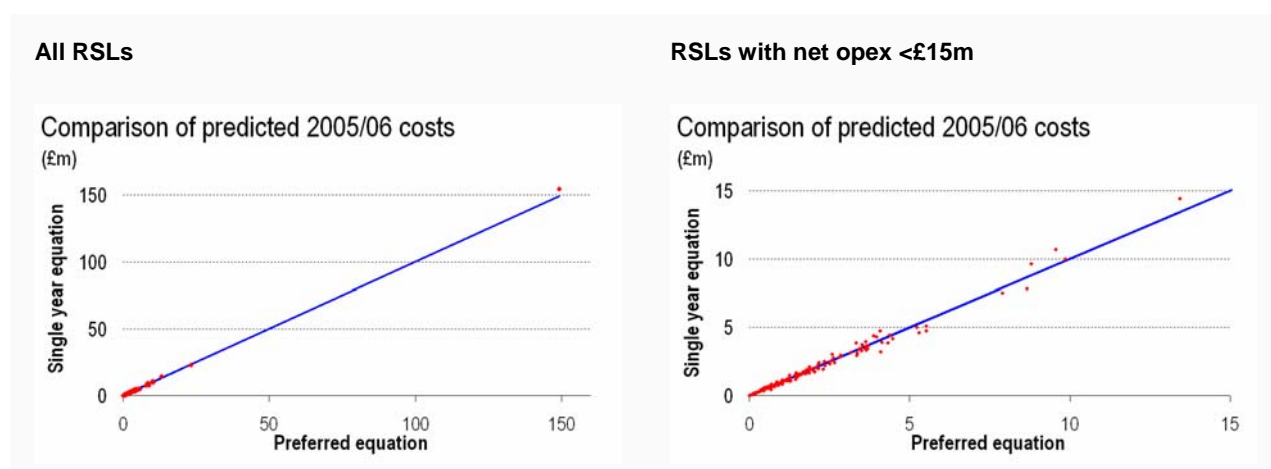 All RSLs
Comparison of predicted 2005/06 costs
(£m)
Single year equation
150
100
50
0
0 50 100 150
Preferred equation
RSLs with net opex <£15m
Comparison of predicted 2005/06 costs
(£m)
Single year equation
15
10
5
0
0 5 10 15
Preferred equation